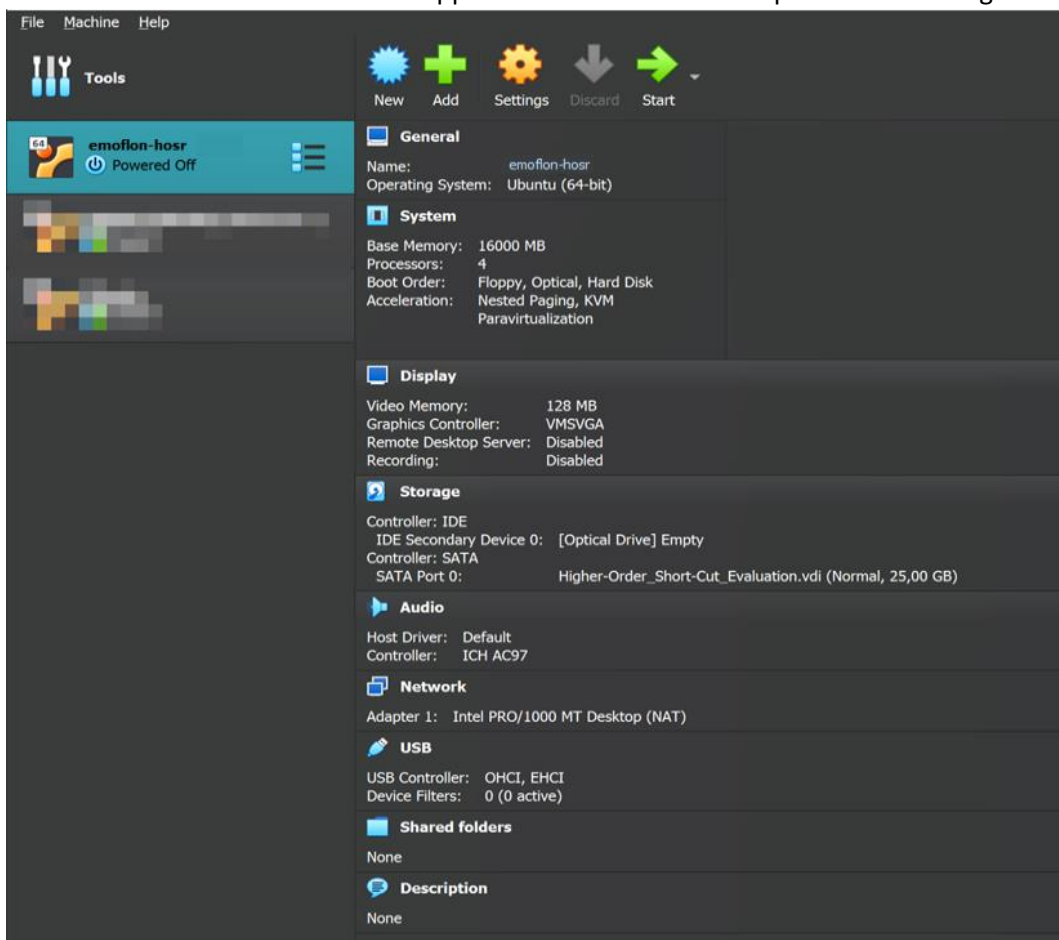 File Machine Help
Tools
New Add Settings Discard Start
64 emoflon-hosr
Powered Off
General
Name: emoflon-hosr
Operating System: Ubuntu (64-bit)
System
Base Memory: 16000 MB
Processors: 4
Boot Order: Floppy, Optical, Hard Disk
Acceleration: Nested Paging, KVM
Paravirtualization
Display
Video Memory: 128 MB
Graphics Controller: VMSVGA
Remote Desktop Server: Disabled
Recording: Disabled
Storage
Controller: IDE
IDE Secondary Device 0: [Optical Drive] Empty
Controller: SATA
SATA Port 0: Higher-Order_Short-Cut_Evaluation.vdi (Normal, 25,00 GB)
Audio
Host Driver: Default
Controller: ICH AC97
Network
Adapter 1: Intel PRO/1000 MT Desktop (NAT)
USB
USB Controller: OHCI, EHCI
Device Filters: 0 (0 active)
Shared folders
None
Description
None